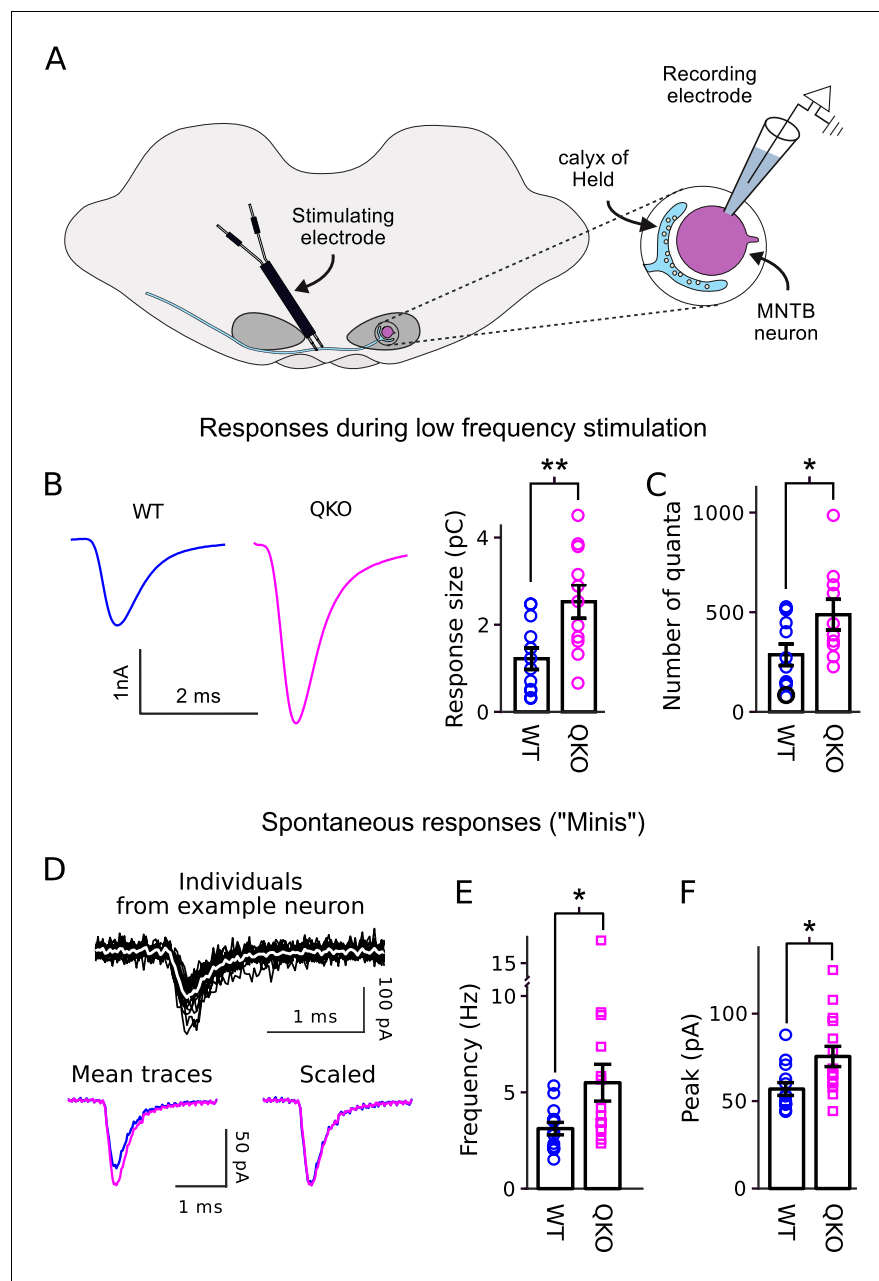 A
Recording
electrode
calyx of
Held
Stimulating
electrode
MNTB
neuron
Responses during low frequency stimulation
B
WT
QKO
1nA
2 ms
**
Response size (pC)
4
2
0
WT
QKO
C
*
Number of quanta
1000
500
0
WT
QKO
Spontaneous responses ("Minis")
D
Individuals
from example neuron
100 pA
1 ms
Mean traces
Scaled
50 pA
1 ms
E
*
Frequency (Hz)
15
10
5
0
WT
QKO
F
*
Peak (pA)
100
50
0
WT
QKO